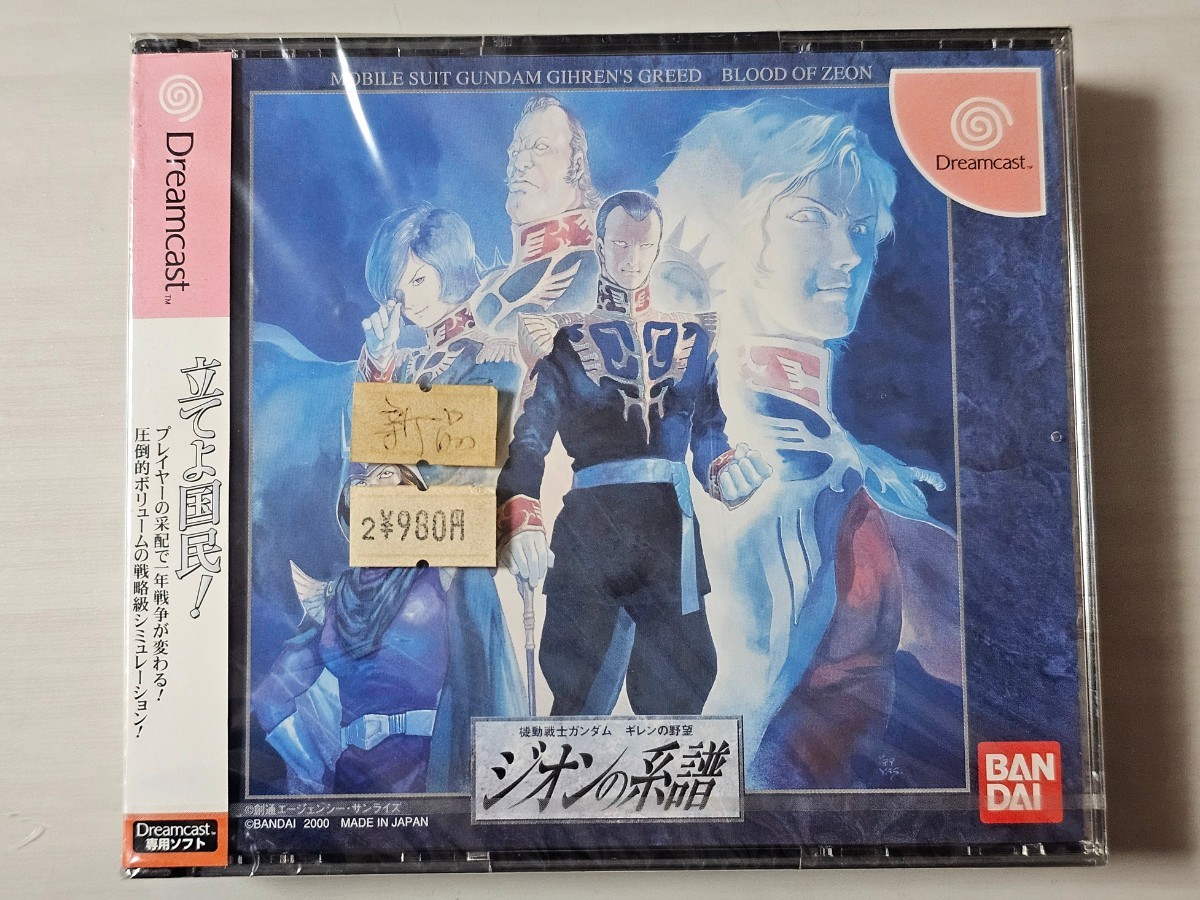 MOBILE SUIT GUNDAM GIHREN'S GREED BLOOD OF ZEON
Dreamcast™
Dreamcast™
立てよ国民!
プレイヤーの采配で一年戦争が変わる!
圧倒的ボリュームの戦略級シミュレーション!
新品
2¥980円
機動戦士ガンダム ギレンの野望
ジオンの系譜
BAN
DAI
©創通エージェンシー・サンライズ
©BANDAI 2000 MADE IN JAPAN
Dreamcast™
専用ソフト